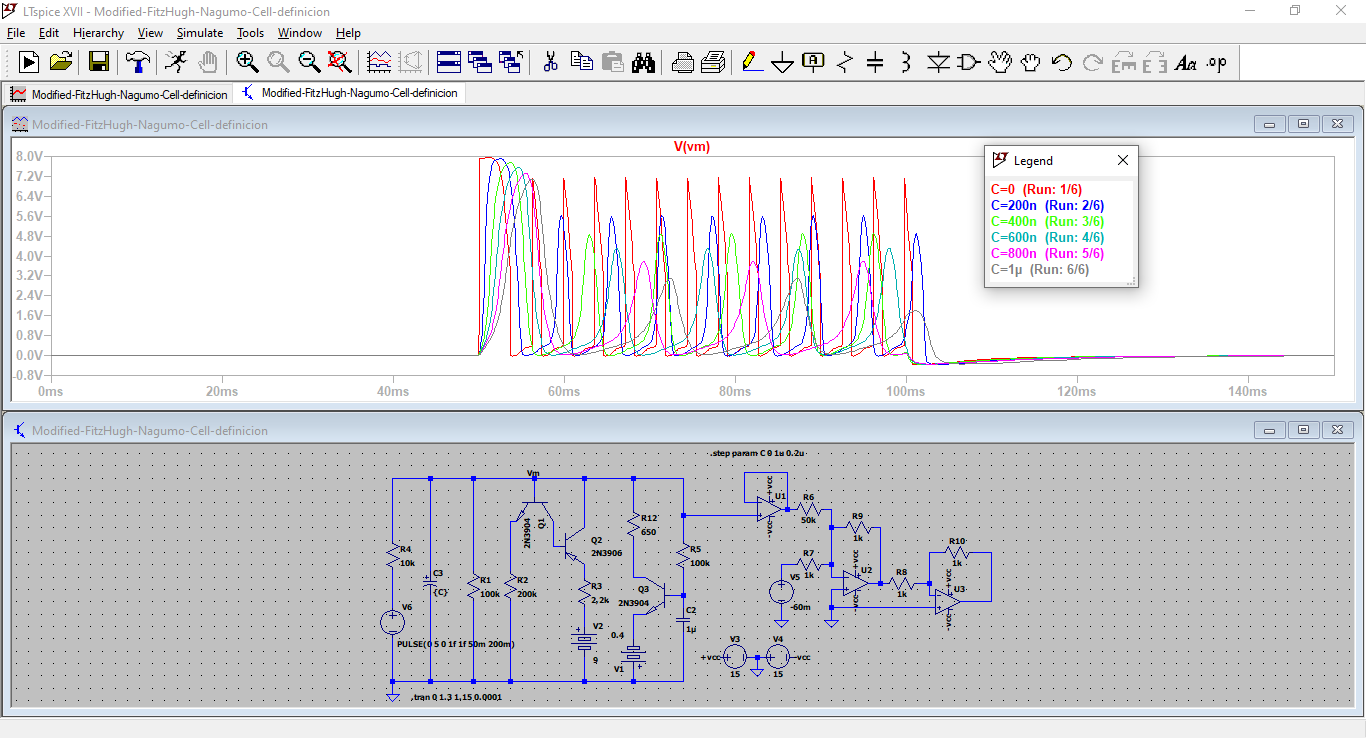 LTspice XVII - Modified-FitzHugh-Nagumo-Cell-definicion
File Edit Hierarchy View Simulate Tools Window Help
Modified-FitzHugh-Nagumo-Cell-definicion Modified-FitzHugh-Nagumo-Cell-definicion
Modified-FitzHugh-Nagumo-Cell-definicion
V(vm)
8.0V
7.2V
6.4V
5.6V
4.8V
4.0V
3.2V
2.4V
1.6V
0.8V
0.0V
-0.8V
0ms 20ms 40ms 60ms 80ms 100ms 120ms 140ms
Legend
C=0 (Run: 1/6)
C=200n (Run: 2/6)
C=400n (Run: 3/6)
C=600n (Run: 4/6)
C=800n (Run: 5/6)
C=1µ (Run: 6/6)
Modified-FitzHugh-Nagumo-Cell-definicion
.step param C 0 1u 0.2u
Vm
R4
10k
V6
PULSE(0 5 0 1f 1f 50m 200m)
C3
{C}
R1
100k
R2
200k
2N3904
Q1
Q2
2N3906
R3
2,2k
V2
9
R12
650
Q3
2N3904
0.4
V1
R5
100k
C2
1µ
+vcc
U1
-vcc
R6
50k
R7
1k
V5
-60m
R9
1k
+vcc
U2
-vcc
R8
1k
R10
1k
+vcc
U3
-vcc
V3
+vcc
15
V4
-vcc
15
.tran 0 1.3 1,15 0.0001